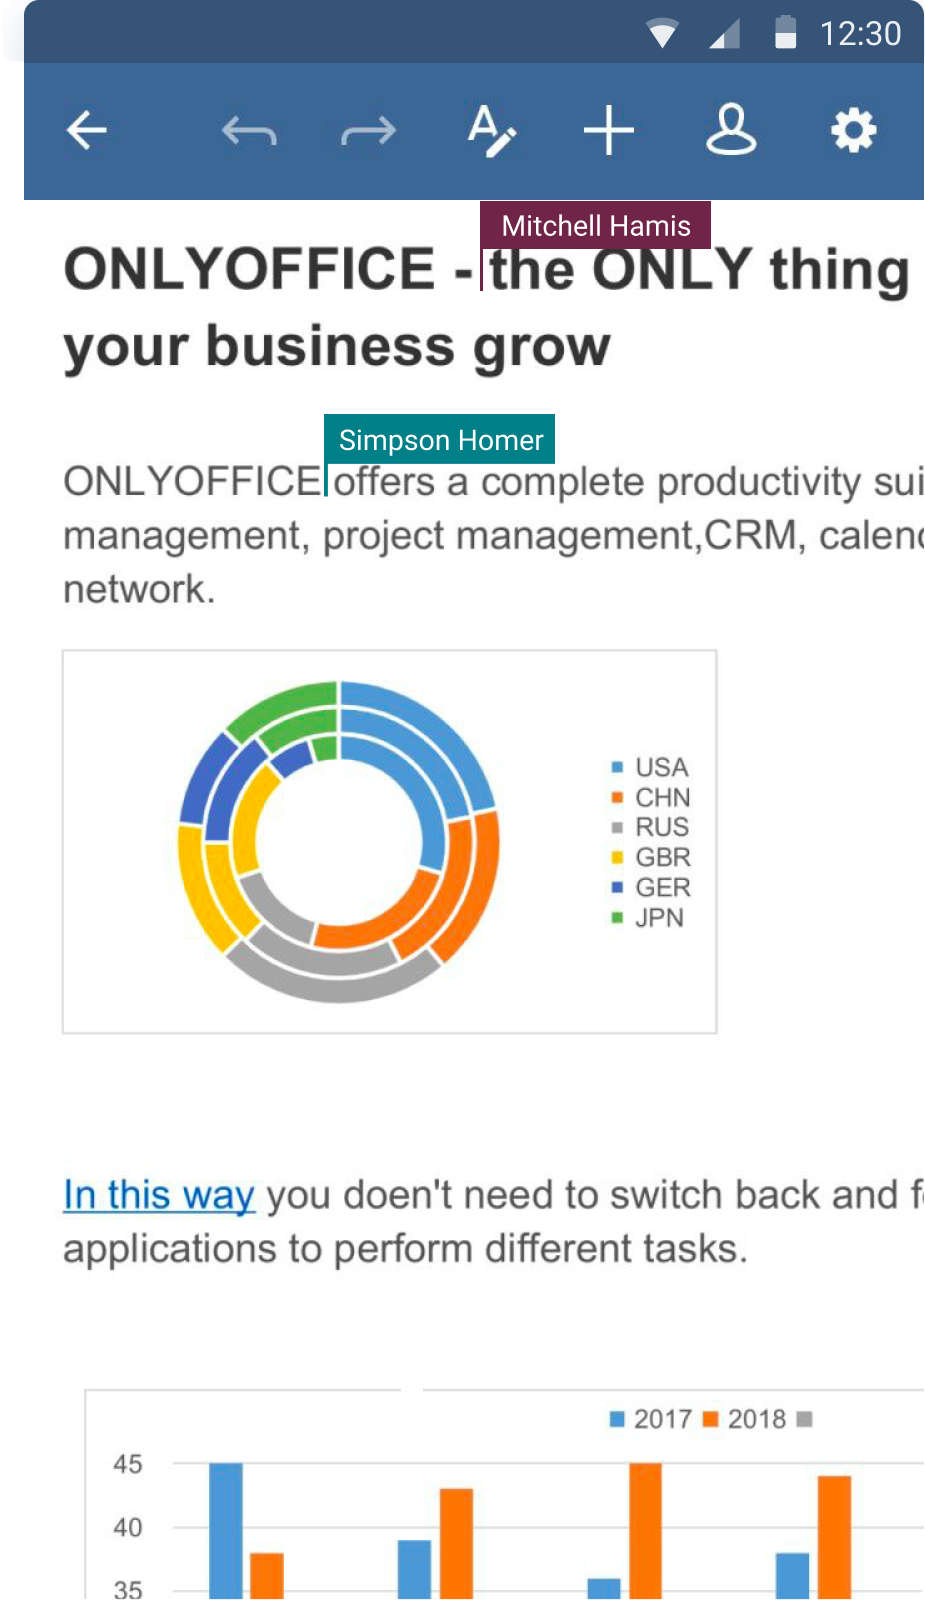 12:30
Mitchell Hamis
ONLYOFFICE - the ONLY thing
your business grow
Simpson Homer
ONLYOFFICE offers a complete productivity sui
management, project management,CRM, calend
network.
USA
CHN
RUS
GBR
GER
JPN
In this way you doen't need to switch back and f
applications to perform different tasks.
2017 2018
45
40
35